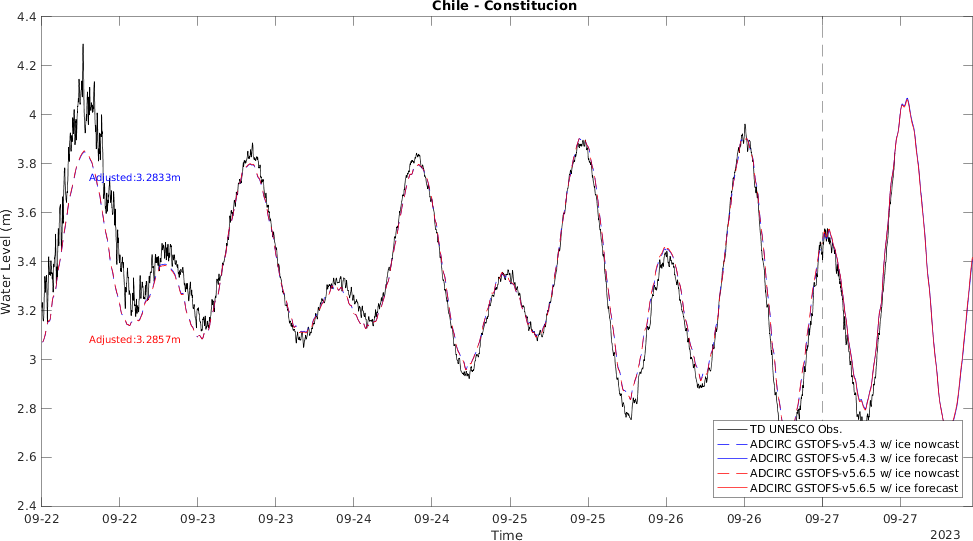 Chile - Constitucion
4.4
4.2
4
3.8
3.6
3.4
3.2
3
2.8
2.6
2.4
Water Level (m)
Adjusted:3.2833m
Adjusted:3.2857m
TD UNESCO Obs.
ADCIRC GSTOFS-v5.4.3 w/ ice nowcast
ADCIRC GSTOFS-v5.4.3 w/ ice forecast
ADCIRC GSTOFS-v5.6.5 w/ ice nowcast
ADCIRC GSTOFS-v5.6.5 w/ ice forecast
09-22 09-22 09-23 09-23 09-24 09-24 09-25 09-25 09-26 09-26 09-27 09-27
Time
2023